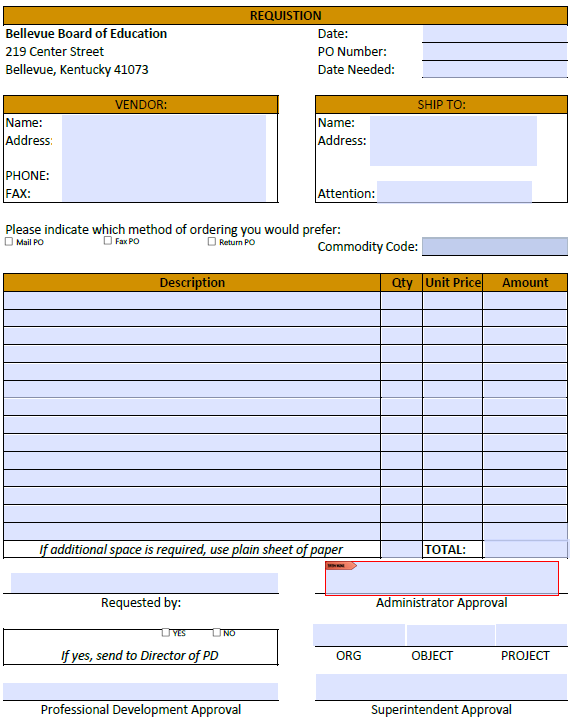 REQUISTION
Bellevue Board of Education
Date:
219 Center Street
PO Number:
Bellevue, Kentucky 41073
Date Needed:
VENDOR:
SHIP TO:
Name:
Name:
Address:
Address:
PHONE:
FAX:
Attention:
Please indicate which method of ordering you would prefer:
Mail PO
Fax PO
Return PO
Commodity Code:
Description Qty Unit Price Amount
If additional space is required, use plain sheet of paper
TOTAL:
Requested by:
Administrator Approval
YES NO
If yes, send to Director of PD
ORG OBJECT PROJECT
Professional Development Approval
Superintendent Approval